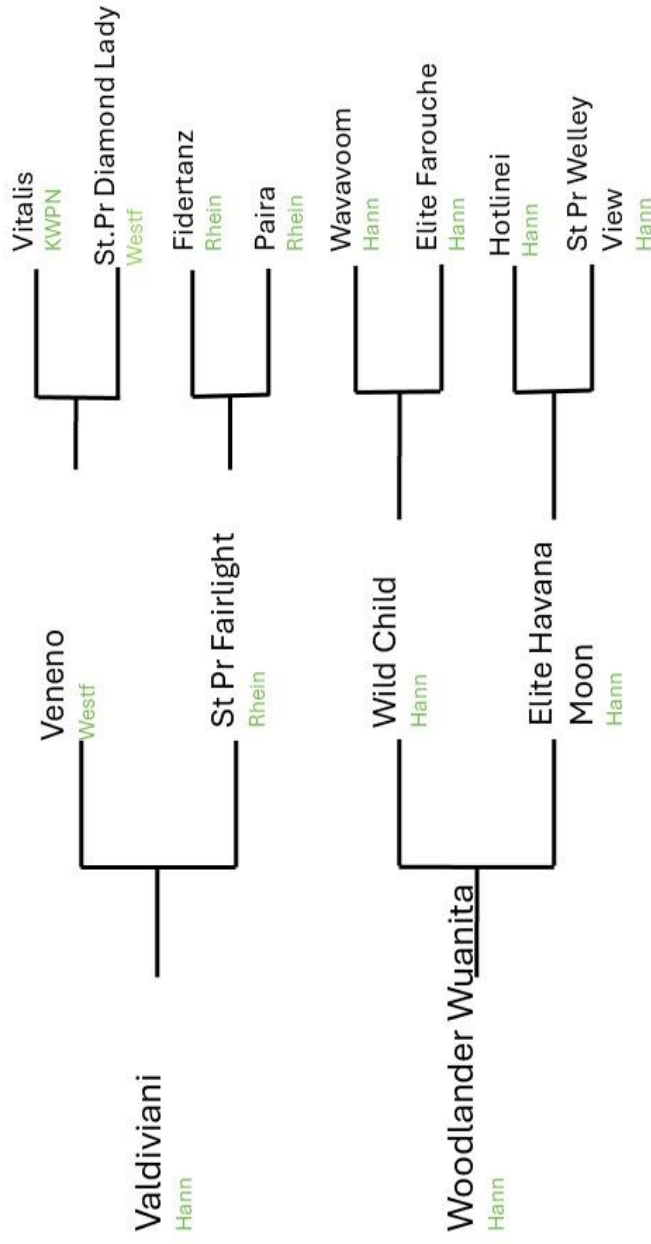 Valdiviani
Hann
Veneno
Westf
Vitalis
KWPN
St.Pr Diamond Lady
Westf
St Pr Fairlight
Rhein
Fidertanz
Rhein
Paira
Rhein
Woodlander Wuanita
Hann
Wild Child
Hann
Wavavoom
Hann
Elite Farouche
Hann
Elite Havana
Moon
Hann
Hotlinei
Hann
St Pr Welley
View
Hann